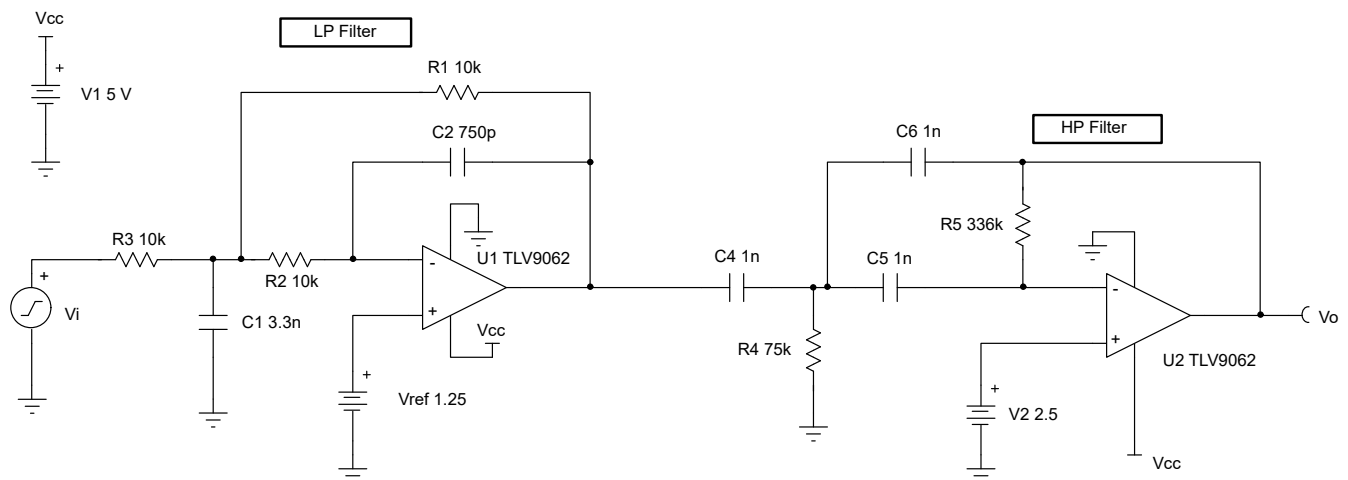 Vcc
LP Filter
+
V1 5 V
R1 10k
C2 750p
C6 1n
HP Filter
R5 336k
R3 10k
+
Vi
R2 10k
C1 3.3n
-
+
U1 TLV9062
Vcc
+
Vref 1.25
C4 1n
C5 1n
R4 75k
-
+
Vo
U2 TLV9062
+
V2 2.5
Vcc